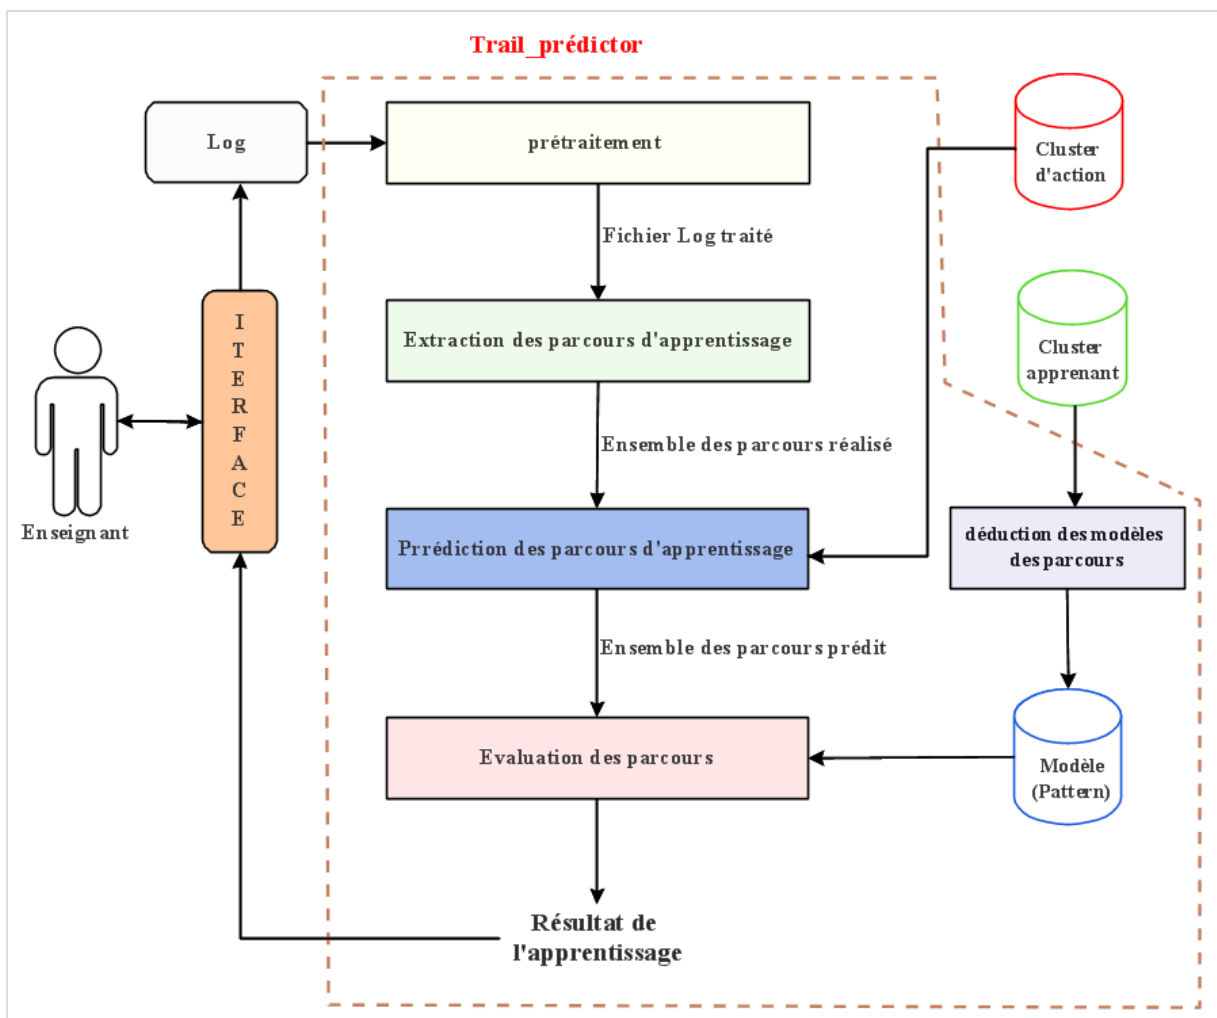 Trail_prédictor
Log
prétraitement
Cluster
d'action
Fichier Log traité
I
T
E
R
F
A
C
E
Extraction des parcours d'apprentissage
Cluster
apprenant
Ensemble des parcours réalisé
Enseignant
Prrédiction des parcours d'apprentissage
déduction des modèles
des parcours
Ensemble des parcours prédit
Evaluation des parcours
Modèle
(Pattern)
Résultat de
l'apprentissage